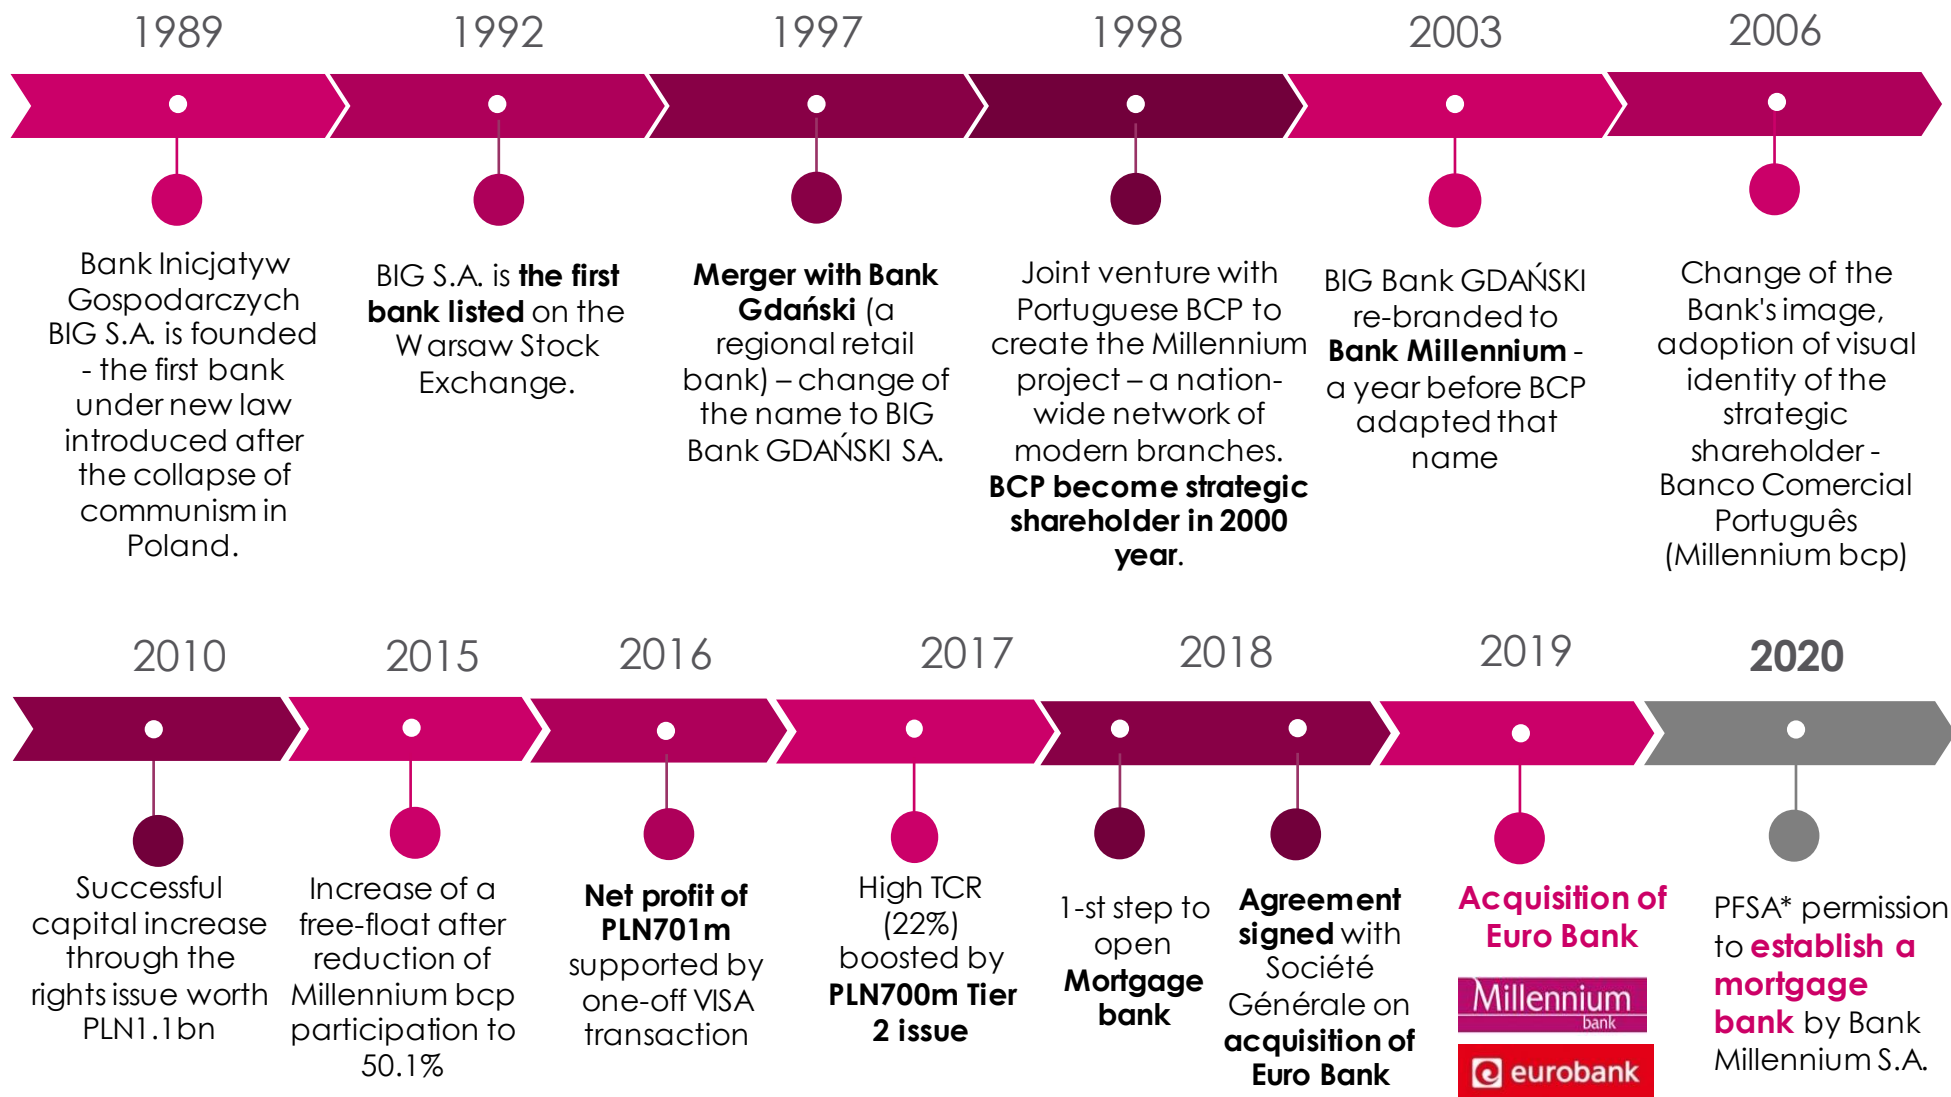 1989
Bank Inicjatyw
Gospodarczych
BIG S.A. is founded
- the first bank
under new law
introduced after
the collapse of
communism in
Poland.
1992
BIG S.A. is the first
bank listed on the
Warsaw Stock
Exchange.
1997
Merger with Bank
Gdański (a
regional retail
bank) – change of
the name to BIG
Bank GDAŃSKI SA.
1998
Joint venture with
Portuguese BCP to
create the Millennium
project – a nation-
wide network of
modern branches.
BCP become strategic
shareholder in 2000
year.
2003
BIG Bank GDAŃSKI
re-branded to
Bank Millennium -
a year before BCP
adapted that
name
2006
Change of the
Bank's image,
adoption of visual
identity of the
strategic
shareholder -
Banco Comercial
Português
(Millennium bcp)
2010
Successful
capital increase
through the
rights issue worth
PLN1.1bn
2015
Increase of a
free-float after
reduction of
Millennium bcp
participation to
50.1%
2016
Net profit of
PLN701m
supported by
one-off VISA
transaction
2017
High TCR
(22%)
boosted by
PLN700m Tier
2 issue
2018
1-st step to
open
Mortgage
bank
Agreement
signed with
Société
Générale on
acquisition of
Euro Bank
2019
Acquisition of
Euro Bank
Millennium
bank
eurobank
2020
PFSA* permission
to establish a
mortgage
bank by Bank
Millennium S.A.